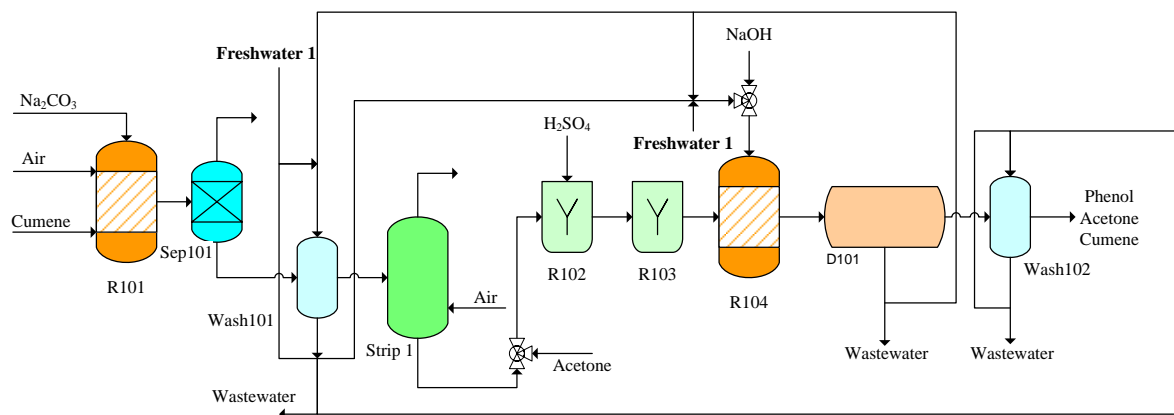 NaOH
Freshwater 1
Na₂CO₃
H₂SO₄
Freshwater 1
Air
Cumene
Sep101
R101
Phenol
Acetone
Cumene
D101
Wash102
R102
R103
R104
Air
Wash101
Strip 1
Acetone
Wastewater
Wastewater
Wastewater